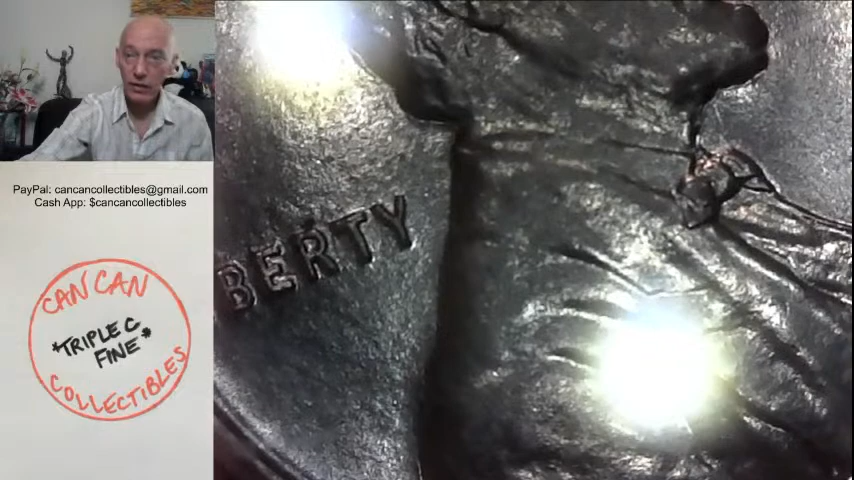 PayPal: cancancollectibles@gmail.com
Cash App: $cancancollectibles
CAN CAN
*TRIPLE C*
FINE
COLLECTIBLES
BERTY